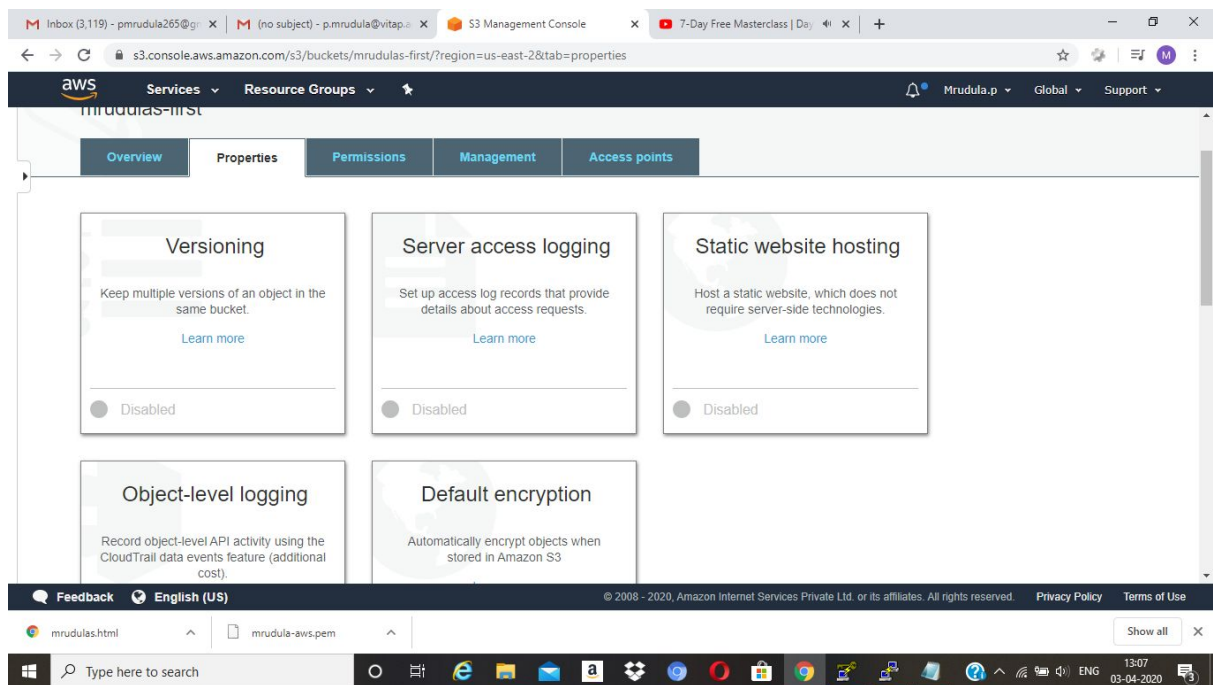 Inbox (3,119) - pmrudula265@gm
(no subject) - p.mrudula@vitap.a
S3 Management Console
7-Day Free Masterclass | Day
s3.console.aws.amazon.com/s3/buckets/mrudulas-first/?region=us-east-2&tab=properties
M
aws
Services
Resource Groups
Mrudula.p
Global
Support
mrudulas-first
Overview
Properties
Permissions
Management
Access points
Versioning
Keep multiple versions of an object in the
same bucket.
Learn more
Disabled
Server access logging
Set up access log records that provide
details about access requests.
Learn more
Disabled
Static website hosting
Host a static website, which does not
require server-side technologies.
Learn more
Disabled
Object-level logging
Record object-level API activity using the
CloudTrail data events feature (additional
cost).
Default encryption
Automatically encrypt objects when
stored in Amazon S3
Feedback
English (US)
© 2008 - 2020, Amazon Internet Services Private Ltd. or its affiliates. All rights reserved.
Privacy Policy
Terms of Use
mrudulas.html
mrudula-aws.pem
Show all
Type here to search
a
ENG
13:07
03-04-2020
3